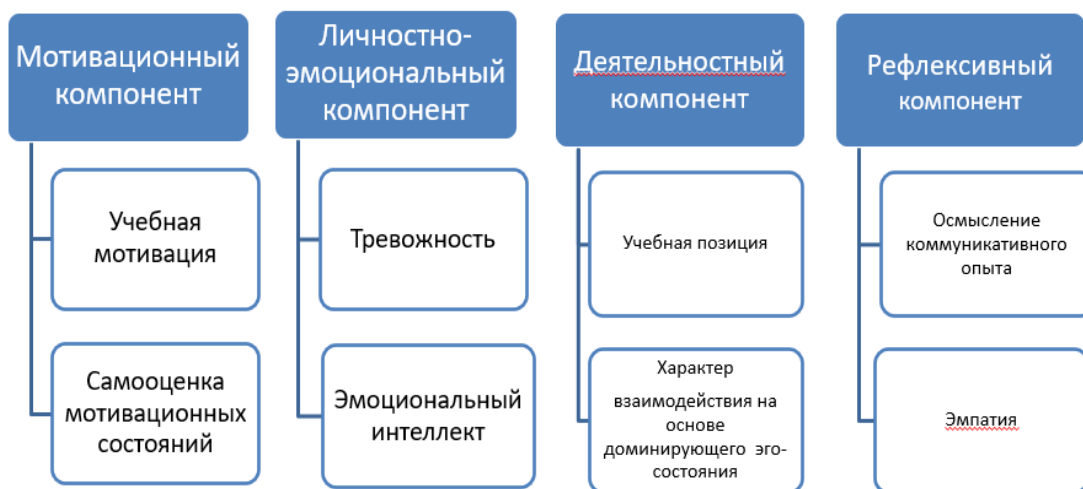 Мотивационный
компонент
Учебная
мотивация
Самооценка
мотивационных
состояний
Личностно-
эмоциональный
компонент
Тревожность
Эмоциональный
интеллект
Деятельностный
компонент
Учебная позиция
Характер
взаимодействия на
основе
доминирующего эго-
состояния
Рефлексивный
компонент
Осмысление
коммуникативного
опыта
Эмпатия